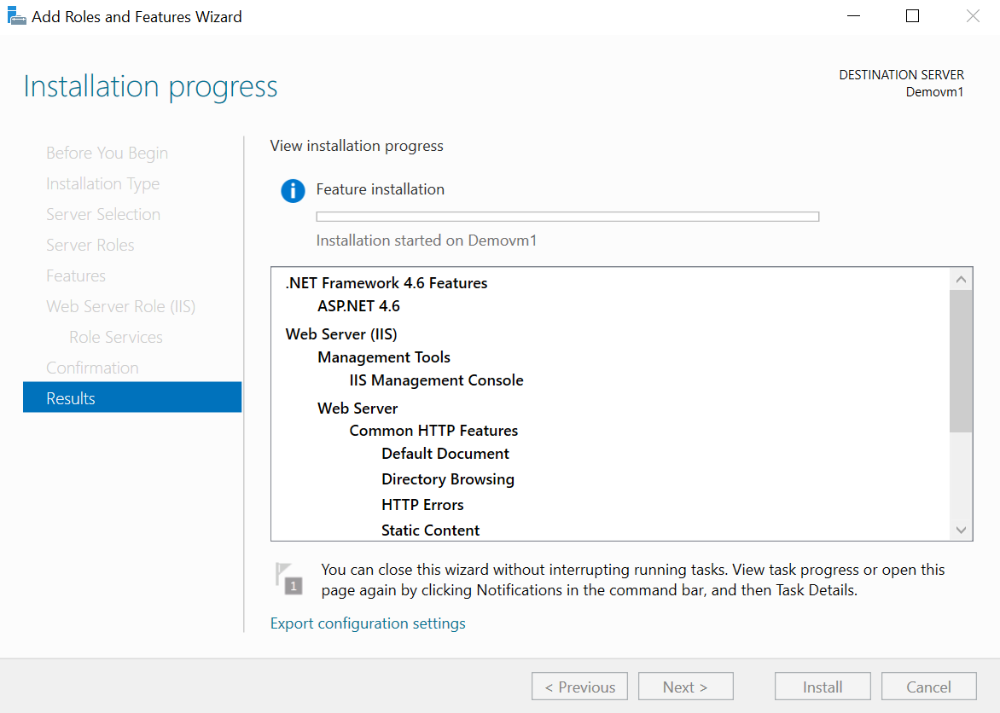 Add Roles and Features Wizard
Installation progress
DESTINATION SERVER
Demovm1
Before You Begin
Installation Type
Server Selection
Server Roles
Features
Web Server Role (IIS)
Role Services
Confirmation
Results
View installation progress
Feature installation
Installation started on Demovm1
.NET Framework 4.6 Features
ASP.NET 4.6
Web Server (IIS)
Management Tools
IIS Management Console
Web Server
Common HTTP Features
Default Document
Directory Browsing
HTTP Errors
Static Content
1
You can close this wizard without interrupting running tasks. View task progress or open this
page again by clicking Notifications in the command bar, and then Task Details.
Export configuration settings
< Previous
Next >
Install
Cancel